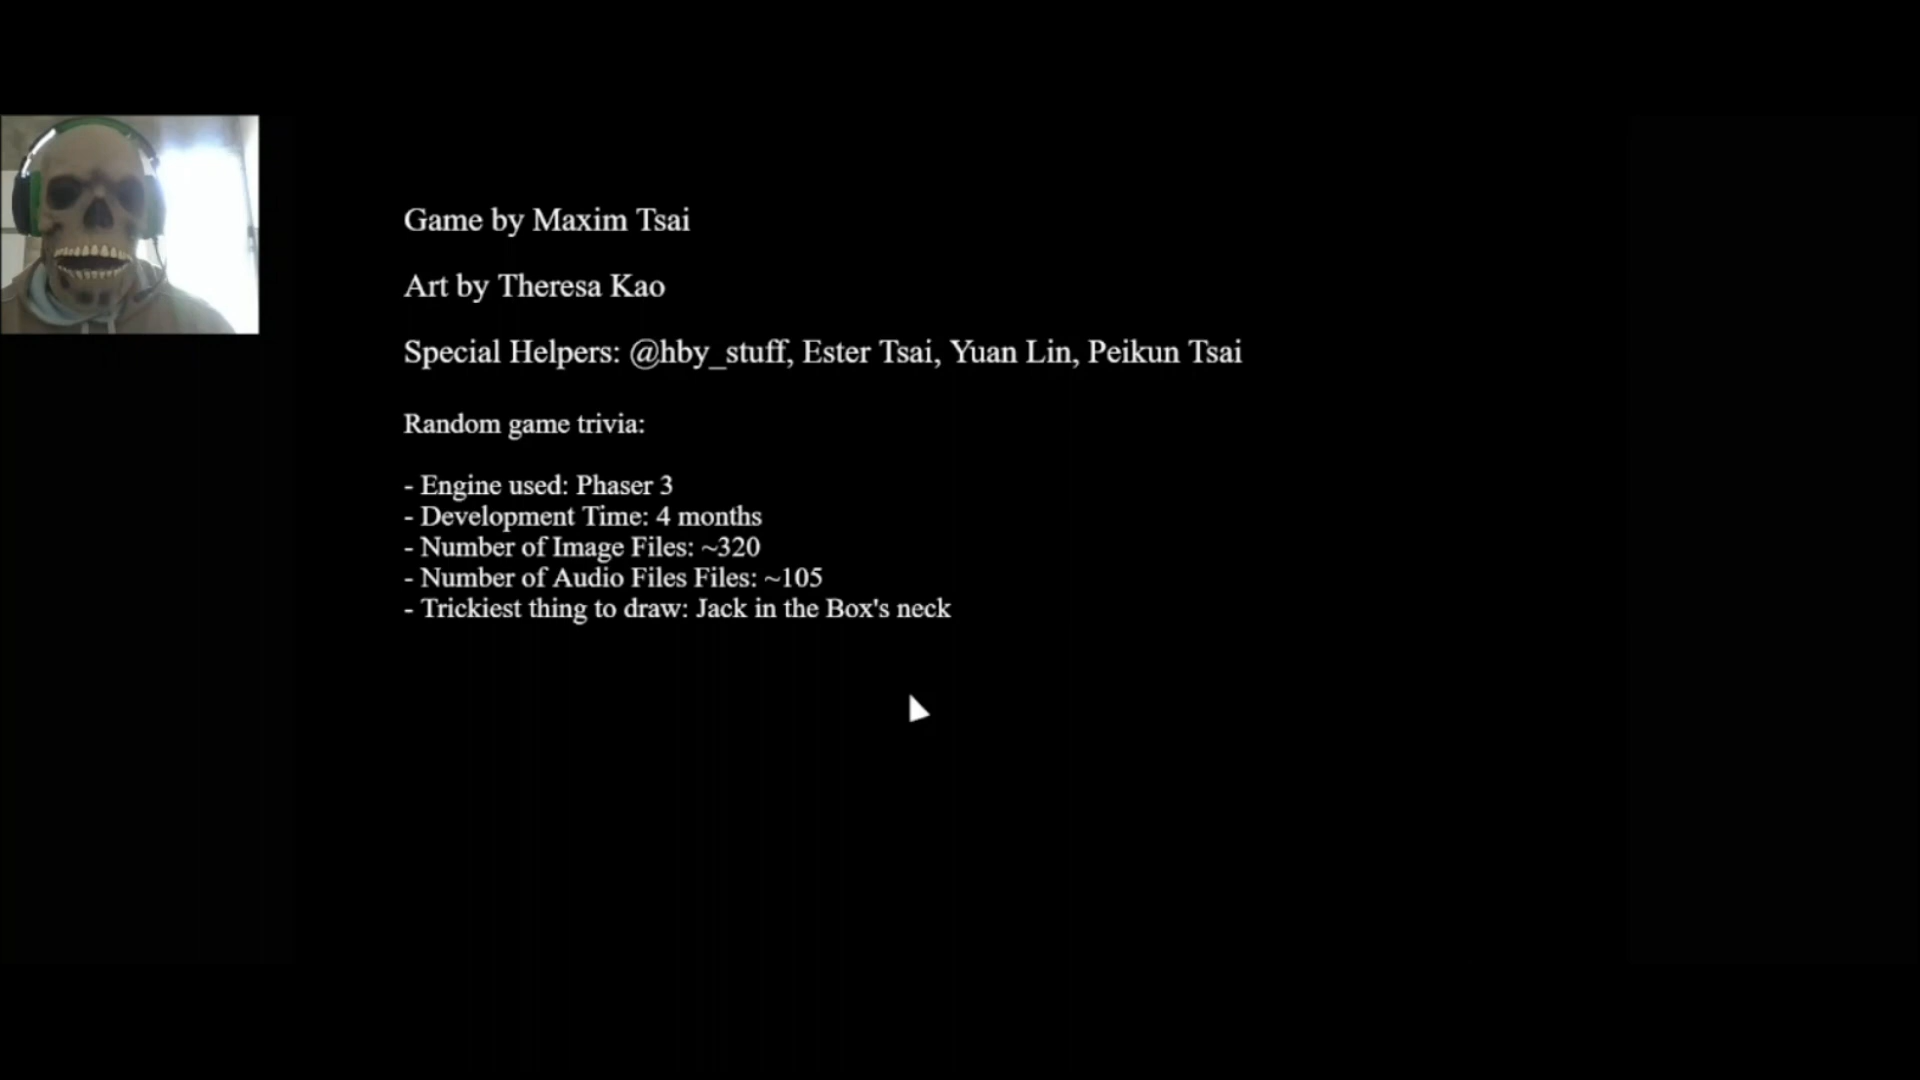 Game by Maxim Tsai
Art by Theresa Kao
Special Helpers: @hby_stuff, Ester Tsai, Yuan Lin, Peikun Tsai
Random game trivia:
- Engine used: Phaser 3
- Development Time: 4 months
- Number of Image Files: ~320
- Number of Audio Files Files: ~105
- Trickiest thing to draw: Jack in the Box's neck